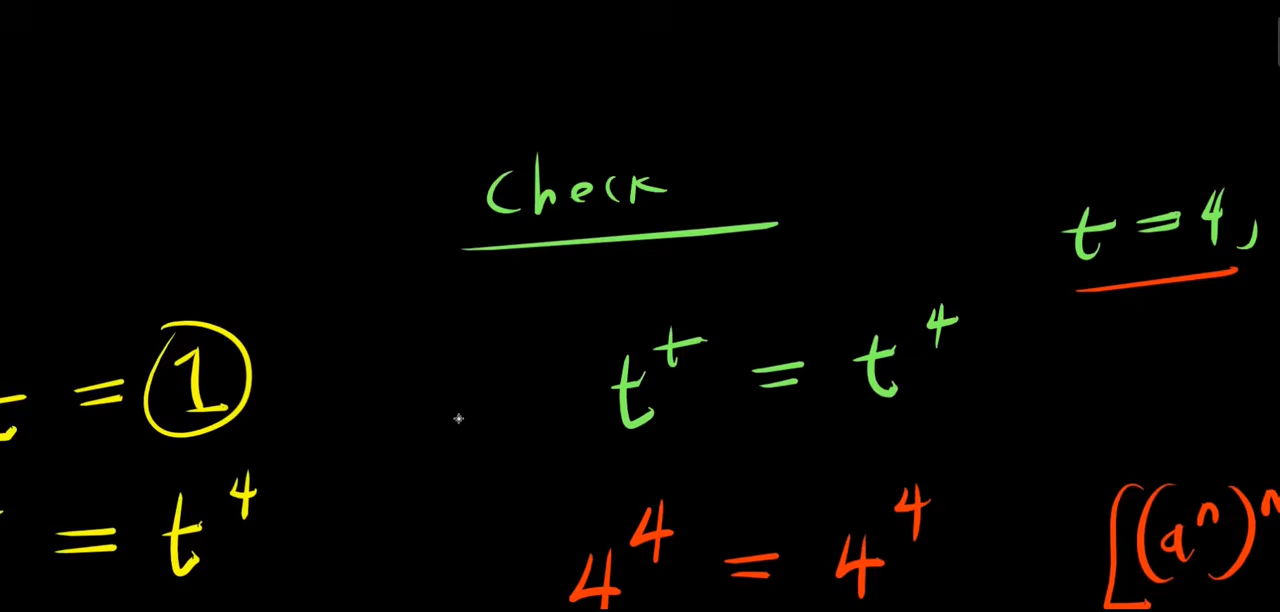 Check
t = 4,
t = 1
t^t = t^4
= t^4
4^4 = 4^4
[(a^n)^n